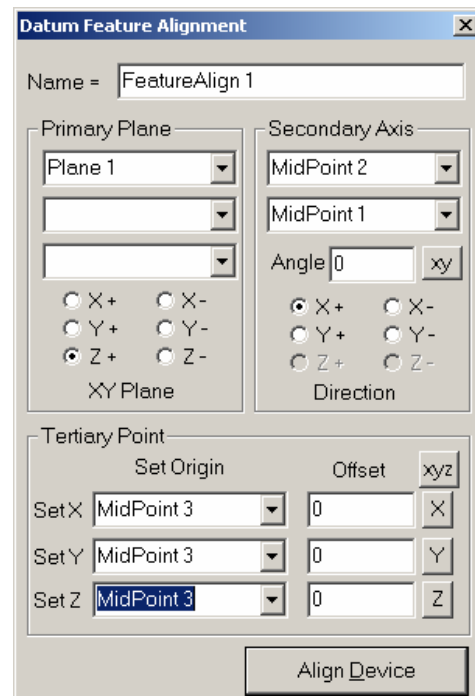 Datum Feature Alignment
Name = FeatureAlign 1
Primary Plane
Plane 1
X + X -
Y + Y -
Z + Z -
XY Plane
Secondary Axis
MidPoint 2
MidPoint 1
Angle 0 xy
X + X -
Y + Y -
Z + Z -
Direction
Tertiary Point
Set Origin Offset xyz
Set X MidPoint 3 0 X
Set Y MidPoint 3 0 Y
Set Z MidPoint 3 0 Z
Align Device